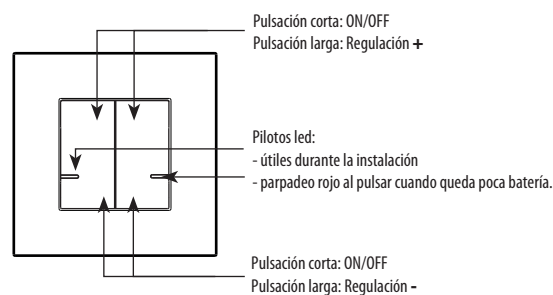 Pulsación corta: ON/OFF
Pulsación larga: Regulación +
Pilotos led:
- útiles durante la instalación
- parpadeo rojo al pulsar cuando queda poca batería.
Pulsación corta: ON/OFF
Pulsación larga: Regulación -